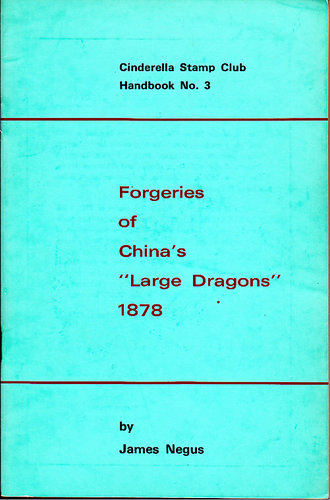 Cinderella Stamp Club
Handbook No. 3
Forgeries
of
China's
"Large Dragons"
1878
by
James Negus